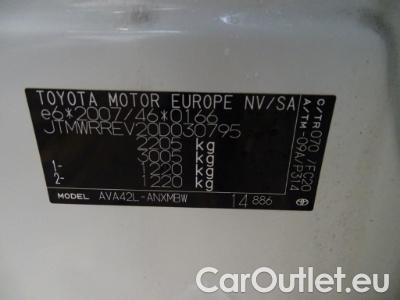 TOYOTA MOTOR EUROPE NV/SA
e6*2007/46*0166
JTMWRREV20D030795
2205 kg
3005 kg
1- 1220 kg
2- 1220 kg
MODEL AVA42L-ANXMBW
14 886
C/TR 070 /FC20
A/TM -09A/P314
CarOutlet.eu